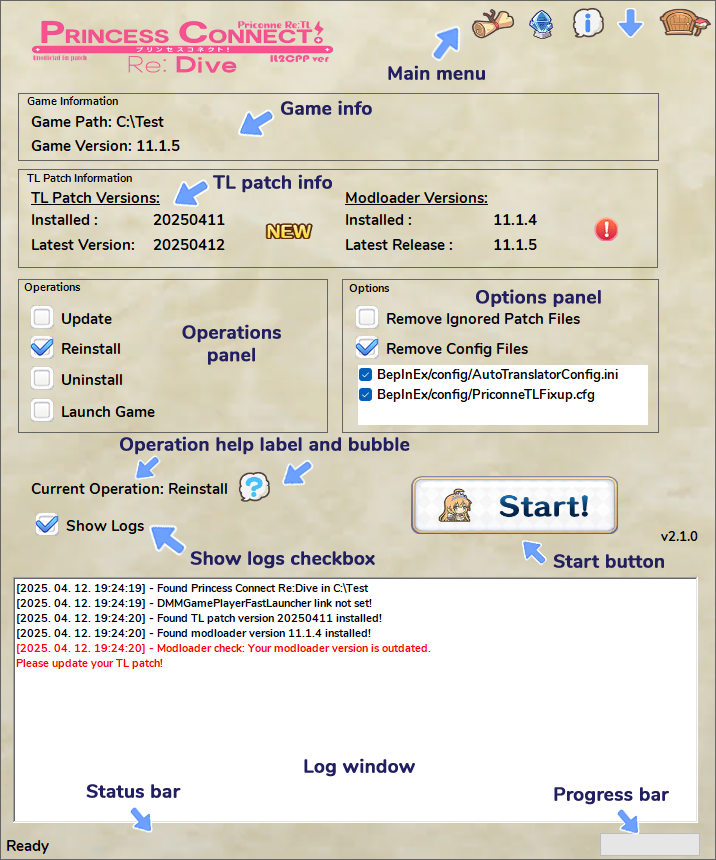 Priconne Re:TL
PRINCESS CONNECT!
プリンセスコネクト!
Unofficial tn patch
IL2CPP ver
Re: Dive
Main menu
Game Information
Game info
Game Path: C:\Test
Game Version: 11.1.5
TL Patch Information
TL patch info
TL Patch Versions:
Modloader Versions:
Installed : 20250411
Installed : 11.1.4
NEW
Latest Version: 20250412
Latest Release : 11.1.5
Operations
Update
Reinstall
Uninstall
Launch Game
Operations
panel
Options
Options panel
Remove Ignored Patch Files
Remove Config Files
BepInEx/config/AutoTranslatorConfig.ini
BepInEx/config/PriconneTLFixup.cfg
Operation help label and bubble
Current Operation: Reinstall
?
Start!
Show Logs
v2.1.0
Show logs checkbox
Start button
[2025. 04. 12. 19:24:19] - Found Princess Connect Re:Dive in C:\Test
[2025. 04. 12. 19:24:19] - DMMGamePlayerFastLauncher link not set!
[2025. 04. 12. 19:24:20] - Found TL patch version 20250411 installed!
[2025. 04. 12. 19:24:20] - Found modloader version 11.1.4 installed!
[2025. 04. 12. 19:24:20] - Modloader check: Your modloader version is outdated.
Please update your TL patch!
Log window
Status bar
Progress bar
Ready